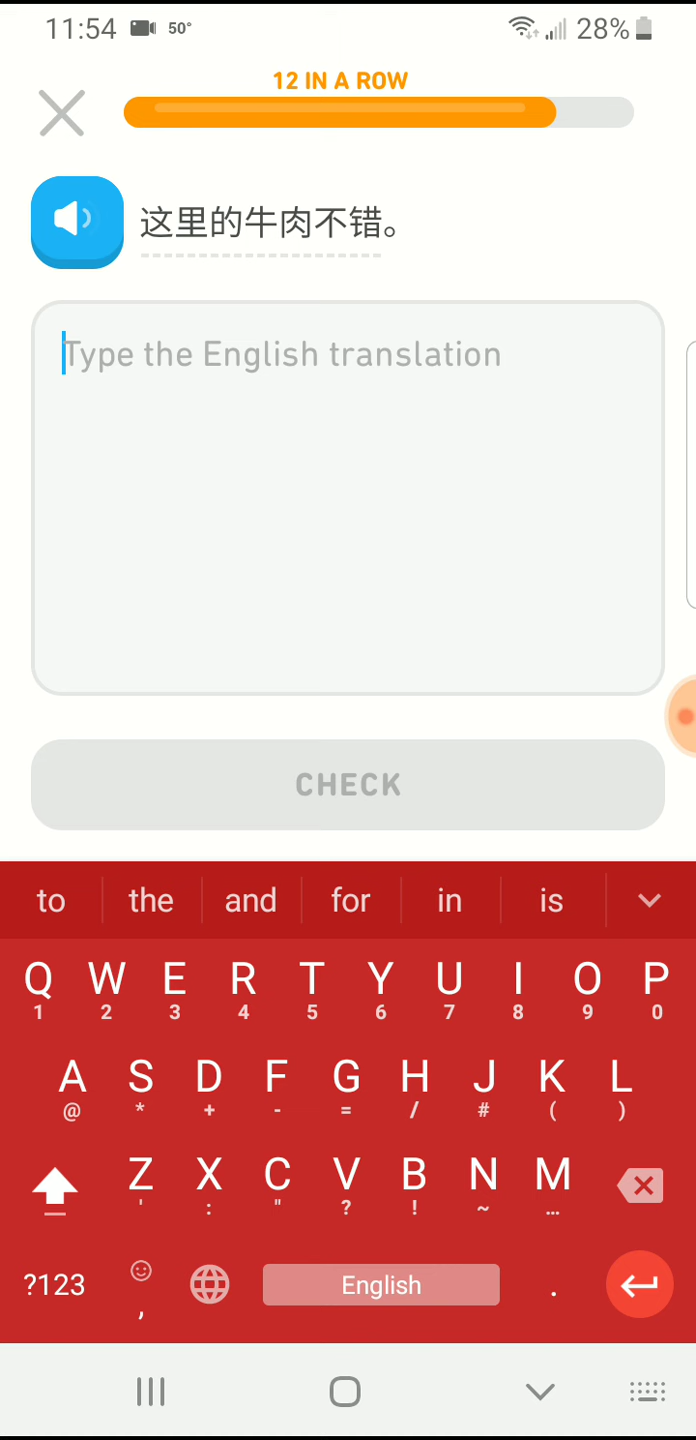 11:54 50° 28%
12 IN A ROW
这里的牛肉不错。
Type the English translation
CHECK
to the and for in is
Q W E R T Y U I O P
1 2 3 4 5 6 7 8 9 0
A S D F G H J K L
@ * + - = / # ( )
Z X C V B N M
' : " ? ! ~ …
?123 , English .